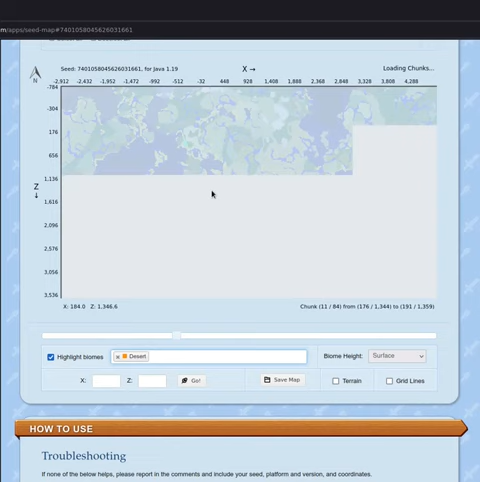 m/apps/seed-map#7401058045626031661
Seed: 7401058045626031661, for Java 1.19
X →
Loading Chunks...
N
-2,912 -2,432 -1,952 -1,472 -992 -512 -32 448 928 1,408 1,888 2,368 2,848 3,328 3,808 4,288
-784
-304
176
656
1,136
1,616
2,096
2,576
3,056
3,536
Z
↓
X: 184.0 Z: 1,346.6
Chunk (11 / 84) from (176 / 1,344) to (191 / 1,359)
Highlight biomes
× Desert
Biome Height:
Surface
X:
Z:
Go!
Save Map
Terrain
Grid Lines
HOW TO USE
Troubleshooting
If none of the below helps, please report in the comments and include your seed, platform and version, and coordinates.